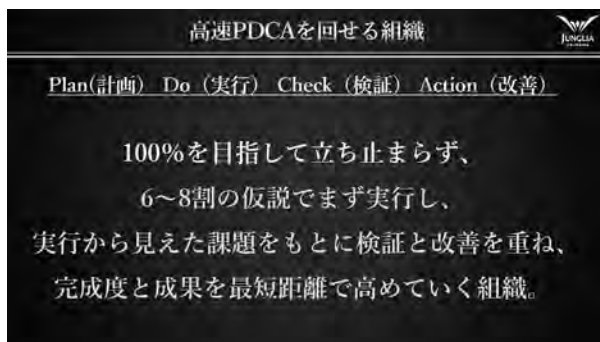 高速PDCAを回せる組織
JUNGLIA
Plan(計画) Do（実行） Check（検証） Action（改善）
100%を目指して立ち止まらず、
6～8割の仮説でまず実行し、
実行から見えた課題をもとに検証と改善を重ね、
完成度と成果を最短距離で高めていく組織。